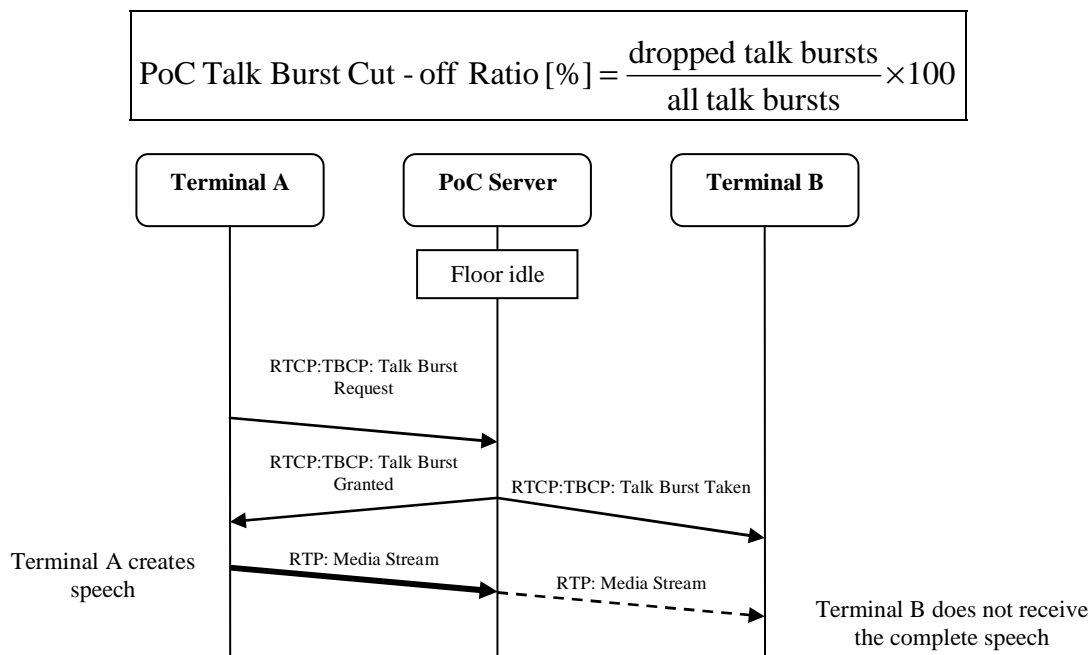 PoC Talk Burst Cut - off Ratio [%] = dropped talk bursts / all talk bursts × 100
Terminal A
PoC Server
Terminal B
Floor idle
RTCP:TBCP: Talk Burst
Request
RTCP:TBCP: Talk Burst
Granted
RTCP:TBCP: Talk Burst Taken
Terminal A creates
speech
RTP: Media Stream
RTP: Media Stream
Terminal B does not receive
the complete speech